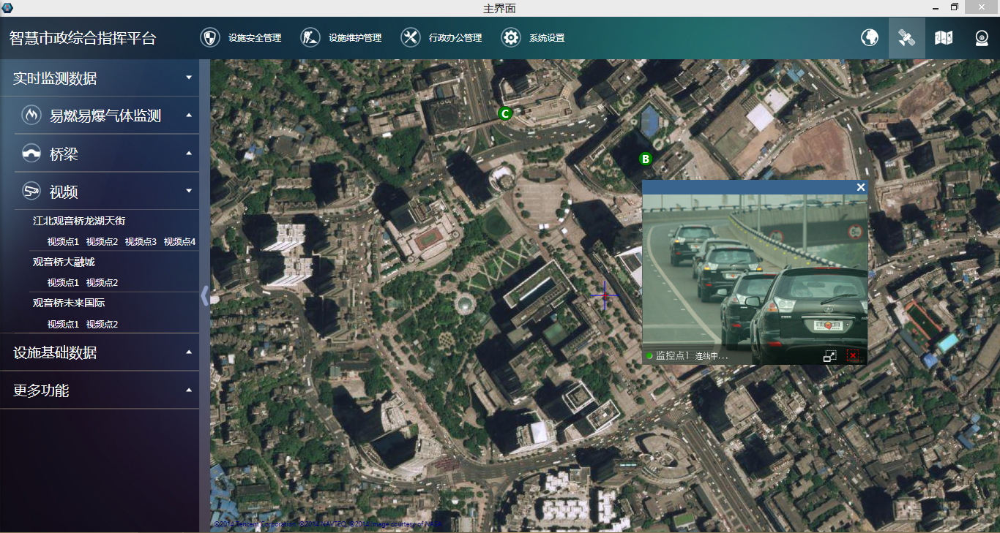 主界面
智慧市政综合指挥平台
设施安全管理 设施维护管理 行政办公管理 系统设置
实时监测数据
易燃易爆气体监测
桥梁
视频
江北观音桥龙湖天街
视频点1 视频点2 视频点3 视频点4
观音桥大融城
视频点1 视频点2
观音桥未来国际
视频点1 视频点2
设施基础数据
更多功能
C
B
监控点1 连线中...
©2014 Tencent Corporation, ©2014 NAVTEQ, ©2014 Image courtesy of NASA